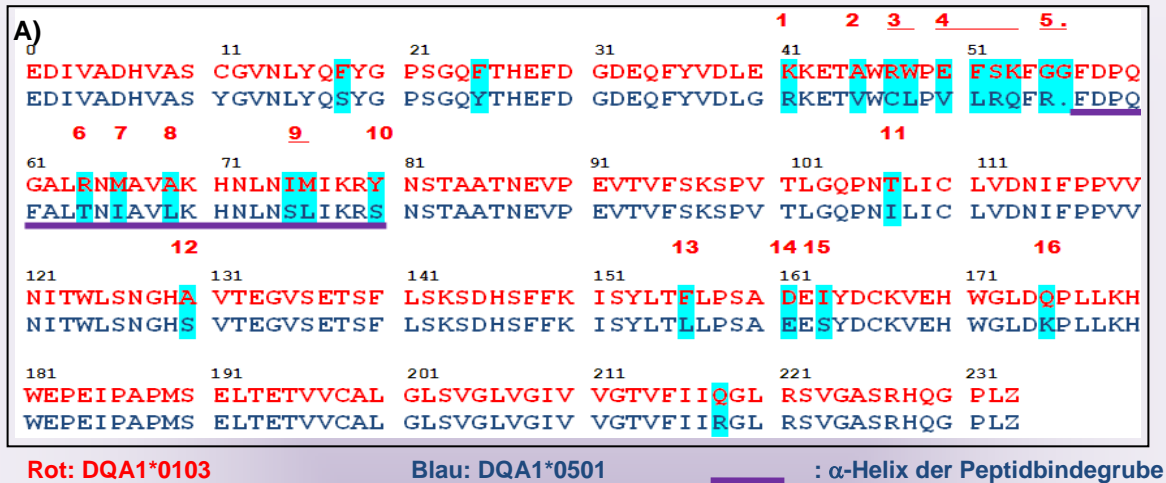 A)
1 2 3 4 5 .
0 11 21 31 41 51
EDIVADHVAS CGVNLYQFYG PSGQFTHEFD GDEQFYVDLE KKETAWRWPE FSKFGGFDPQ
EDIVADHVAS YGVNLYQSYG PSGQYTHEFD GDEQFYVDLG RKETVWCLPV LRQFR.FDPQ
6 7 8 9 10 11
61 71 81 91 101 111
GALRNMAVAK HNLNIMIKRY NSTAATNEVP EVTVFSKSPV TLGQPNTLIC LVDNIFPPVV
FALTNIAVLK HNLNSLIKRS NSTAATNEVP EVTVFSKSPV TLGQPNILIC LVDNIFPPVV
12 13 14 15 16
121 131 141 151 161 171
NITWLSNGHA VTEGVSETSF LSKSDHSFFK ISYLTFLPSA DEIYDCKVEH WGLDQPLLKH
NITWLSNGHS VTEGVSETSF LSKSDHSFFK ISYLTLLPSA EESYDCKVEH WGLDKPLLKH
181 191 201 211 221 231
WEPEIPAPMS ELTETVVCAL GLSVGLVGIV VGTVFIIQGL RSVGASRHQG PLZ
WEPEIPAPMS ELTETVVCAL GLSVGLVGIV VGTVFIIRGL RSVGASRHQG PLZ
Rot: DQA1*0103 Blau: DQA1*0501 : α-Helix der Peptidbindegrube